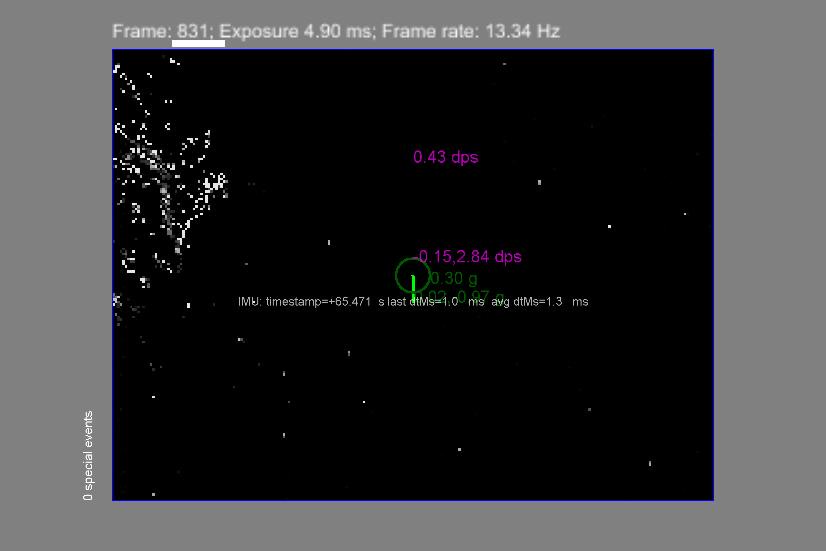 Frame: 831; Exposure 4.90 ms; Frame rate: 13.34 Hz
0.43 dps
-0.15,2.84 dps
0.30 g
0.97 g
IMU: timestamp=+65.471 s last dtMs=1.0 ms avg dtMs=1.3 ms
0 special events